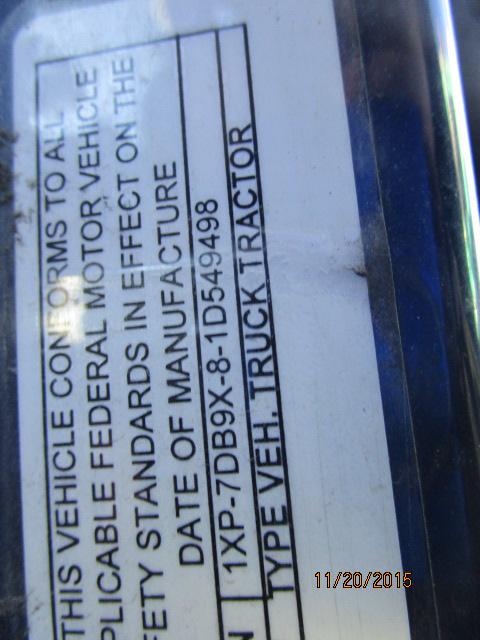 THIS VEHICLE CONFORMS TO ALL
PLICABLE FEDERAL MOTOR VEHICLE
FETY STANDARDS IN EFFECT ON THE
DATE OF MANUFACTURE
N 1XP-7DB9X-8-1D549498
TYPE VEH. TRUCK TRACTOR
11/20/2015